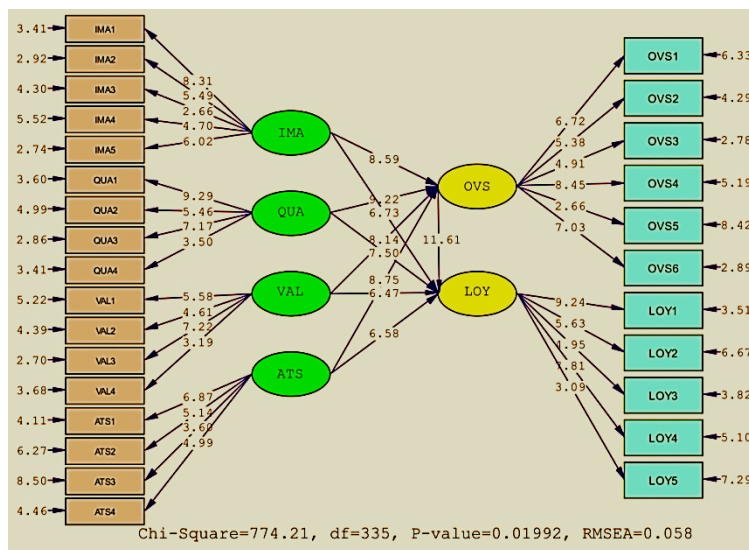 3.41 IMA1
2.92 IMA2
4.30 IMA3
5.52 IMA4
2.74 IMA5
3.60 QUA1
4.99 QUA2
2.86 QUA3
3.41 QUA4
5.22 VAL1
4.39 VAL2
2.70 VAL3
3.68 VAL4
4.11 ATS1
6.27 ATS2
8.50 ATS3
4.46 ATS4
8.31
5.49
2.66
4.70
6.02
9.29
5.46
7.17
3.50
5.58
4.61
7.22
3.19
6.87
5.14
3.60
4.99
IMA
QUA
VAL
ATS
8.59
9.22
6.73
8.14
7.50
8.75
6.47
6.58
11.61
OVS
LOY
6.72
5.38
4.91
8.45
2.66
7.03
9.24
5.63
4.95
7.81
3.09
OVS1 6.33
OVS2 4.29
OVS3 2.78
OVS4 5.19
OVS5 8.42
OVS6 2.89
LOY1 3.51
LOY2 6.67
LOY3 3.82
LOY4 5.10
LOY5 7.29
Chi-Square=774.21, df=335, P-value=0.01992, RMSEA=0.058